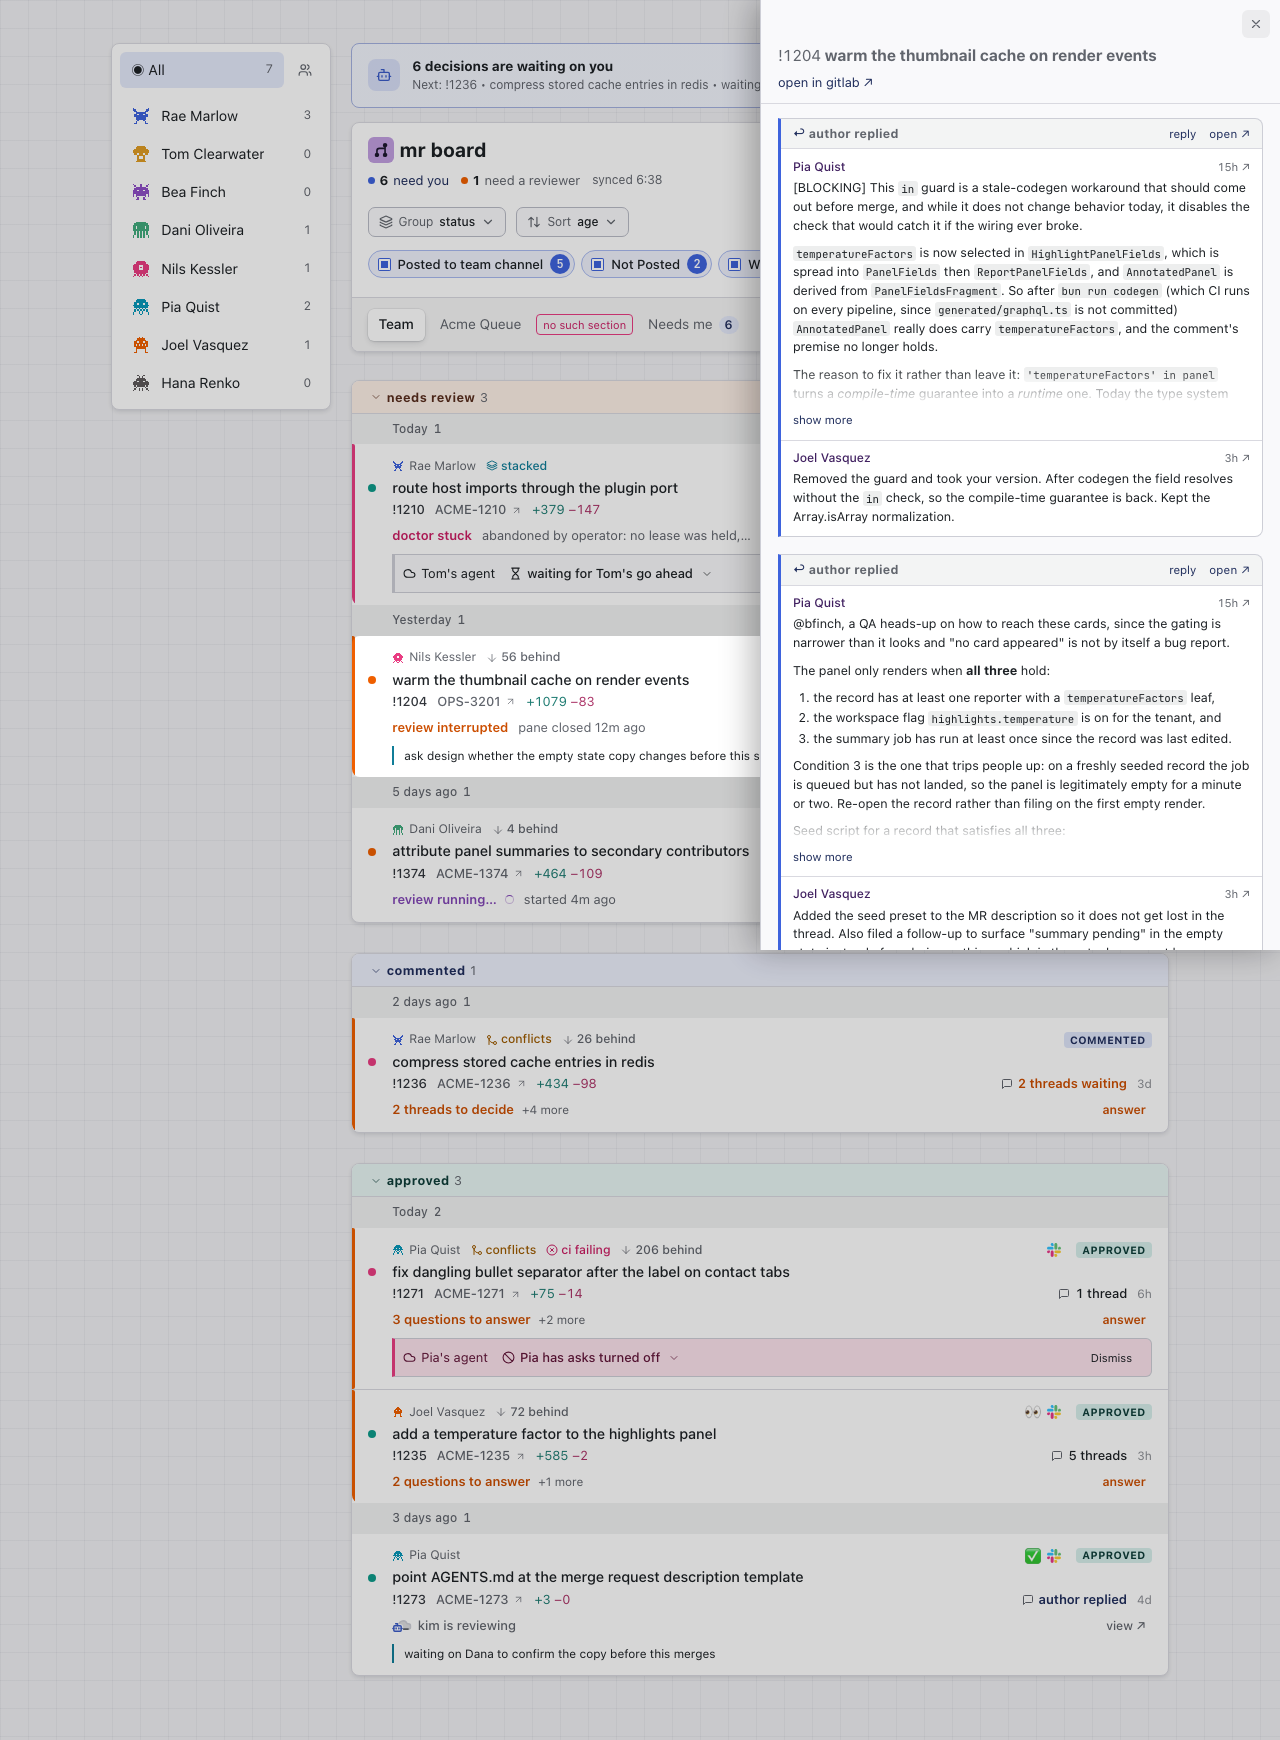 All 7
Rae Marlow 3
Tom Clearwater 0
Bea Finch 0
Dani Oliveira 1
Nils Kessler 1
Pia Quist 2
Joel Vasquez 1
Hana Renko 0
6 decisions are waiting on you
Next: !1236 • compress stored cache entries in redis • waiting
mr board
6 need you 1 need a reviewer synced 6:38
Group status Sort age
Posted to team channel 5 Not Posted 2 W
Team Acme Queue no such section Needs me 6
needs review 3
Today 1
Rae Marlow stacked
route host imports through the plugin port
!1210 ACME-1210 ↗ +379 −147
doctor stuck abandoned by operator: no lease was held,…
Tom's agent waiting for Tom's go ahead
Yesterday 1
Nils Kessler ↓ 56 behind
warm the thumbnail cache on render events
!1204 OPS-3201 ↗ +1079 −83
review interrupted pane closed 12m ago
ask design whether the empty state copy changes before this s
5 days ago 1
Dani Oliveira ↓ 4 behind
attribute panel summaries to secondary contributors
!1374 ACME-1374 ↗ +464 −109
review running... started 4m ago
commented 1
2 days ago 1
Rae Marlow conflicts ↓ 26 behind COMMENTED
compress stored cache entries in redis
!1236 ACME-1236 ↗ +434 −98 2 threads waiting 3d
2 threads to decide +4 more answer
approved 3
Today 2
Pia Quist conflicts ci failing ↓ 206 behind APPROVED
fix dangling bullet separator after the label on contact tabs
!1271 ACME-1271 ↗ +75 −14 1 thread 6h
3 questions to answer +2 more answer
Pia's agent Pia has asks turned off Dismiss
Joel Vasquez ↓ 72 behind APPROVED
add a temperature factor to the highlights panel
!1235 ACME-1235 ↗ +585 −2 5 threads 3h
2 questions to answer +1 more answer
3 days ago 1
Pia Quist APPROVED
point AGENTS.md at the merge request description template
!1273 ACME-1273 ↗ +3 −0 author replied 4d
kim is reviewing view ↗
waiting on Dana to confirm the copy before this merges
!1204 warm the thumbnail cache on render events
open in gitlab ↗
author replied reply open ↗
Pia Quist 15h ↗
[BLOCKING] This in guard is a stale-codegen workaround that should come
out before merge, and while it does not change behavior today, it disables the
check that would catch it if the wiring ever broke.
temperatureFactors is now selected in HighlightPanelFields, which is
spread into PanelFields then ReportPanelFields, and AnnotatedPanel is
derived from PanelFieldsFragment. So after bun run codegen (which CI runs
on every pipeline, since generated/graphql.ts is not committed)
AnnotatedPanel really does carry temperatureFactors, and the comment's
premise no longer holds.
The reason to fix it rather than leave it: 'temperatureFactors' in panel
turns a compile-time guarantee into a runtime one. Today the type system
show more
Joel Vasquez 3h ↗
Removed the guard and took your version. After codegen the field resolves
without the in check, so the compile-time guarantee is back. Kept the
Array.isArray normalization.
author replied reply open ↗
Pia Quist 15h ↗
@bfinch, a QA heads-up on how to reach these cards, since the gating is
narrower than it looks and "no card appeared" is not by itself a bug report.
The panel only renders when all three hold:
1. the record has at least one reporter with a temperatureFactors leaf,
2. the workspace flag highlights.temperature is on for the tenant, and
3. the summary job has run at least once since the record was last edited.
Condition 3 is the one that trips people up: on a freshly seeded record the job
is queued but has not landed, so the panel is legitimately empty for a minute
or two. Re-open the record rather than filing on the first empty render.
Seed script for a record that satisfies all three:
show more
Joel Vasquez 3h ↗
Added the seed preset to the MR description so it does not get lost in the
thread. Also filed a follow-up to surface "summary pending" in the empty